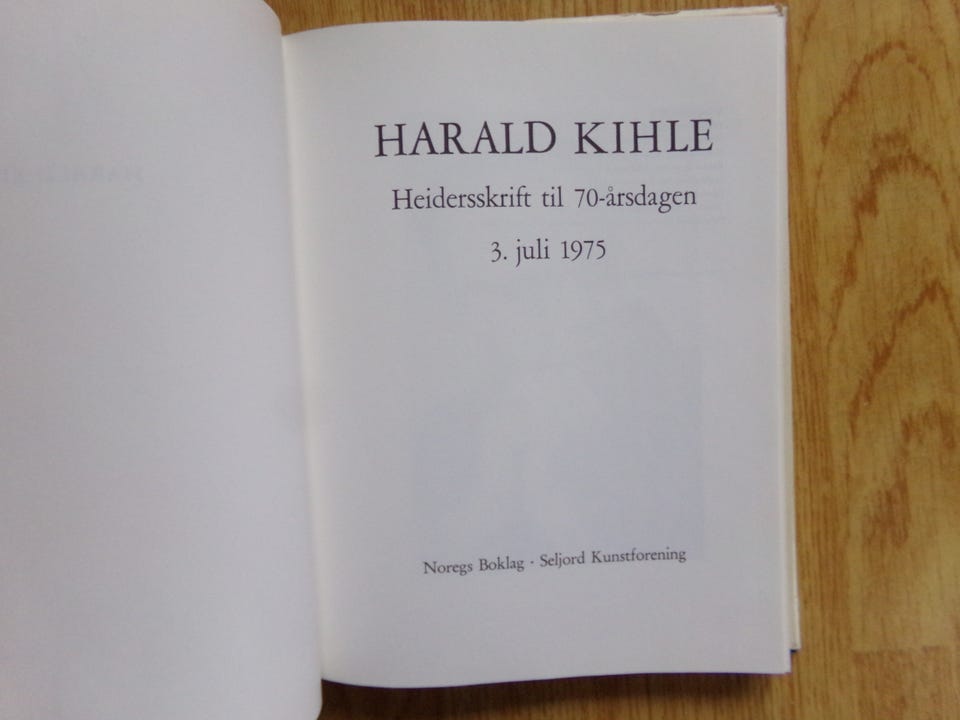 HARALD KIHLE
Heidersskrift til 70-årsdagen
3. juli 1975
Noregs Boklag · Seljord Kunstforening